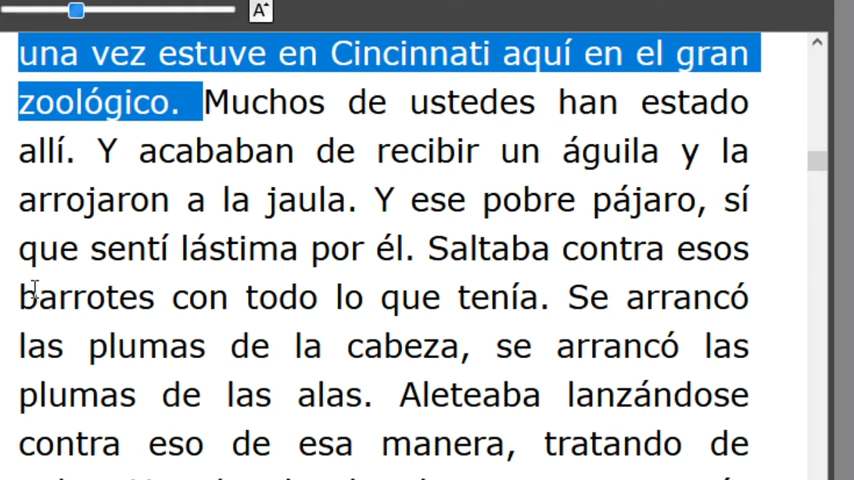 A
una vez estuve en Cincinnati aquí en el gran
zoológico. Muchos de ustedes han estado
allí. Y acababan de recibir un águila y la
arrojaron a la jaula. Y ese pobre pájaro, sí
que sentí lástima por él. Saltaba contra esos
barrotes con todo lo que tenía. Se arrancó
las plumas de la cabeza, se arrancó las
plumas de las alas. Aleteaba lanzándose
contra eso de esa manera, tratando de